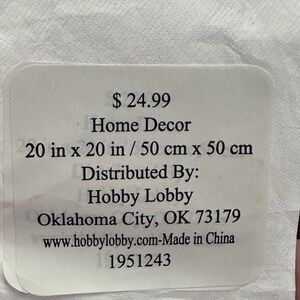 $ 24.99
Home Decor
20 in x 20 in / 50 cm x 50 cm
Distributed By:
Hobby Lobby
Oklahoma City, OK 73179
www.hobbylobby.com-Made in China
1951243